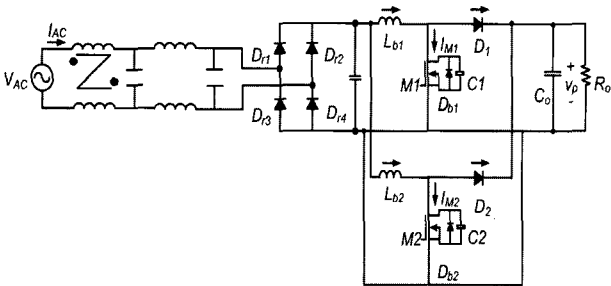 I_AC
V_AC
D_r1
D_r2
D_r3
D_r4
L_b1
I_M1
D_1
M1
C1
D_b1
C_o
+
v_ρ
-
R_o
L_b2
I_M2
D_2
M2
C2
D_b2